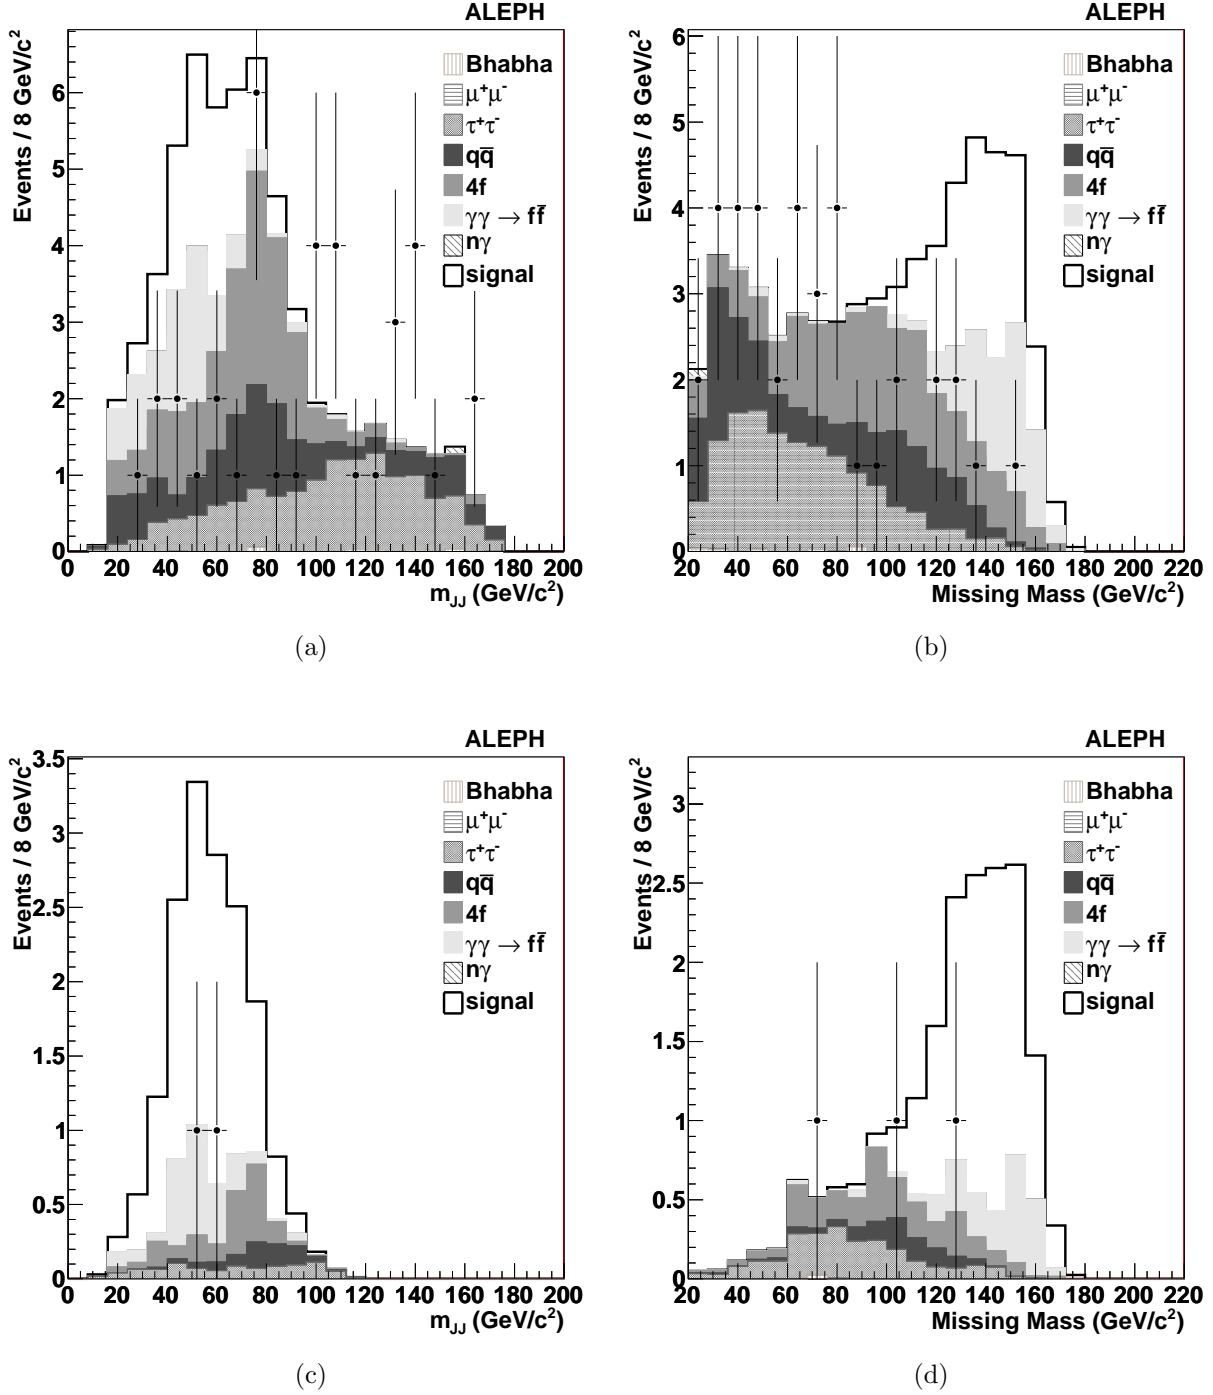 ALEPH
Events / 8 GeV/c²
6
5
4
3
2
1
0
Bhabha
μ⁺μ⁻
τ⁺τ⁻
qq̅
4f
γγ → ff̅
nγ
signal
0 20 40 60 80 100 120 140 160 180 200
m_JJ (GeV/c²)
(a)
ALEPH
Events / 8 GeV/c²
6
5
4
3
2
1
0
Bhabha
μ⁺μ⁻
τ⁺τ⁻
qq̅
4f
γγ → ff̅
nγ
signal
20 40 60 80 100 120 140 160 180 200 220
Missing Mass (GeV/c²)
(b)
ALEPH
Events / 8 GeV/c²
3.5
3
2.5
2
1.5
1
0.5
0
Bhabha
μ⁺μ⁻
τ⁺τ⁻
qq̅
4f
γγ → ff̅
nγ
signal
0 20 40 60 80 100 120 140 160 180 200
m_JJ (GeV/c²)
(c)
ALEPH
Events / 8 GeV/c²
3
2.5
2
1.5
1
0.5
0
Bhabha
μ⁺μ⁻
τ⁺τ⁻
qq̅
4f
γγ → ff̅
nγ
signal
20 40 60 80 100 120 140 160 180 200 220
Missing Mass (GeV/c²)
(d)